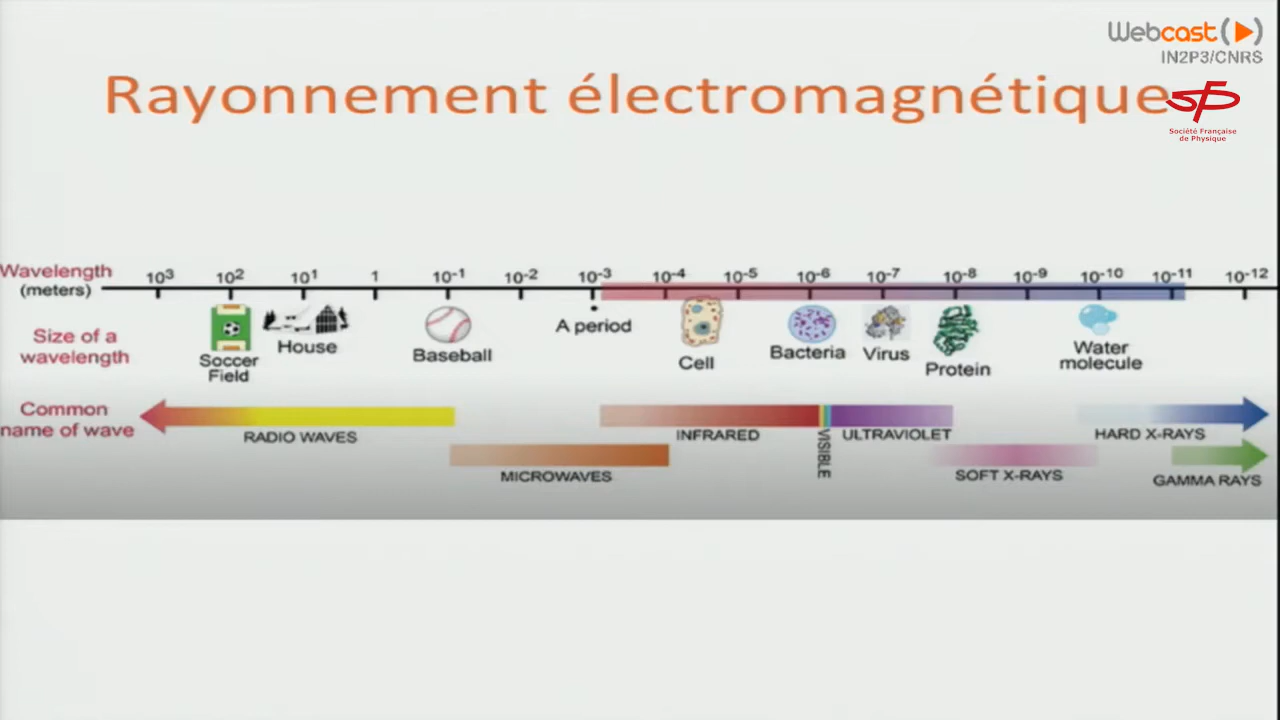 Webcast
IN2P3/CNRS
Rayonnement électromagnétique
sfp
Société Française
de Physique
Wavelength
(meters)
10³ 10² 10¹ 1 10⁻¹ 10⁻² 10⁻³ 10⁻⁴ 10⁻⁵ 10⁻⁶ 10⁻⁷ 10⁻⁸ 10⁻⁹ 10⁻¹⁰ 10⁻¹¹ 10⁻¹²
Size of a
wavelength
Soccer
Field
House
Baseball
A period
Cell
Bacteria
Virus
Protein
Water
molecule
Common
name of wave
RADIO WAVES
MICROWAVES
INFRARED
VISIBLE
ULTRAVIOLET
SOFT X-RAYS
HARD X-RAYS
GAMMA RAYS